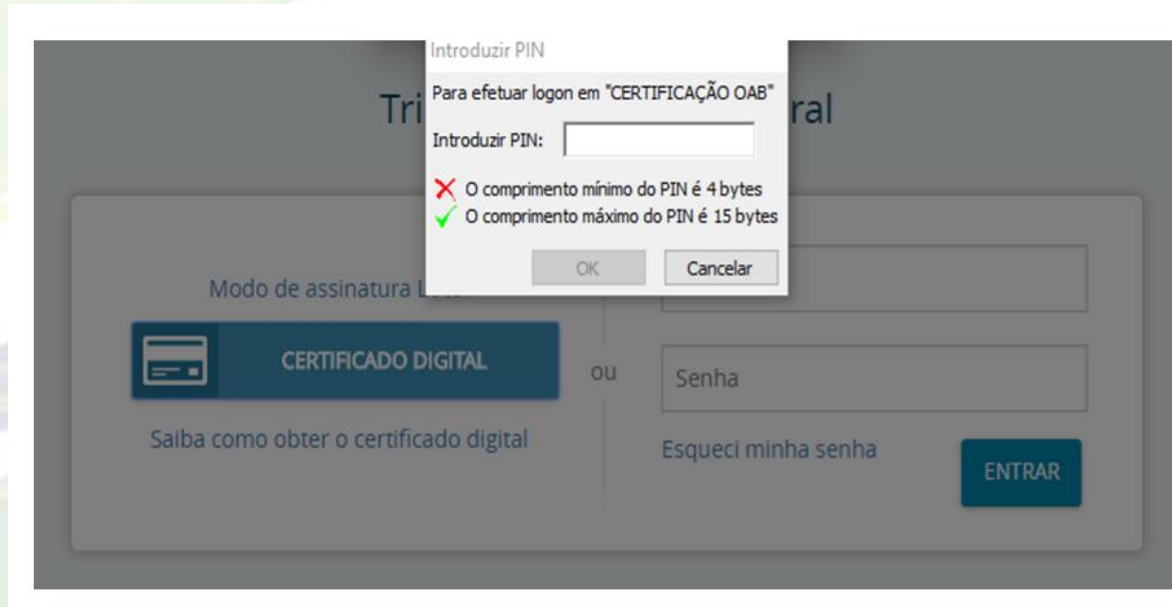 Introduzir PIN
Para efetuar logon em "CERTIFICAÇÃO OAB"
Introduzir PIN:
O comprimento mínimo do PIN é 4 bytes
O comprimento máximo do PIN é 15 bytes
OK Cancelar
Tri ral
Modo de assinatura
CERTIFICADO DIGITAL
Saiba como obter o certificado digital
ou
Senha
Esqueci minha senha
ENTRAR